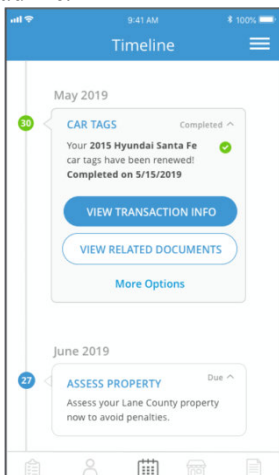 9:41 AM
100%
Timeline
May 2019
30
CAR TAGS
Completed
Your 2015 Hyundai Santa Fe
car tags have been renewed!
Completed on 5/15/2019
VIEW TRANSACTION INFO
VIEW RELATED DOCUMENTS
More Options
June 2019
27
ASSESS PROPERTY
Due
Assess your Lane County property
now to avoid penalties.